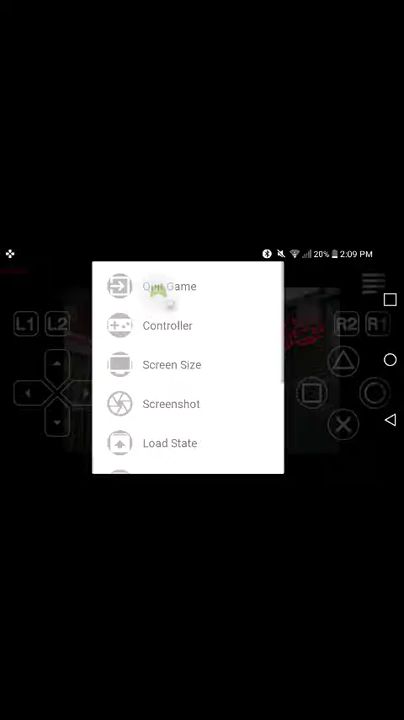 20% 2:09 PM
Quit Game
L1 L2
R2 R1
Controller
Screen Size
Screenshot
Load State